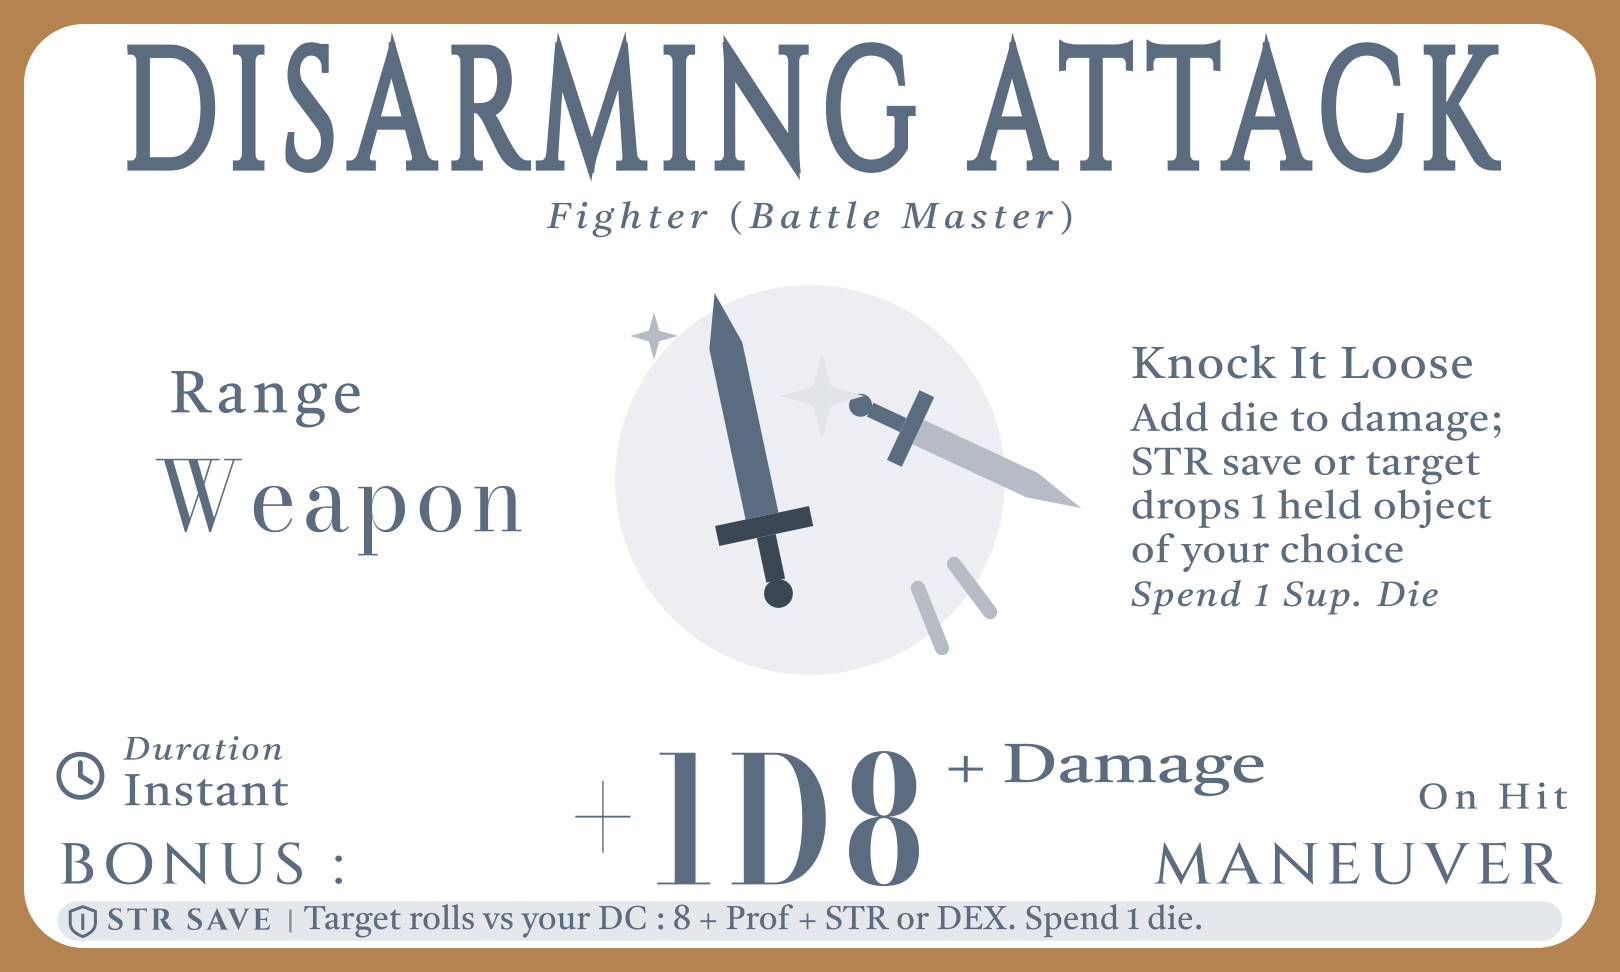 DISARMING ATTACK
Fighter (Battle Master)
Range
Weapon
Knock It Loose
Add die to damage;
STR save or target
drops 1 held object
of your choice
Spend 1 Sup. Die
Duration
Instant
+ 1D8 + Damage
On Hit
BONUS :
MANEUVER
STR SAVE | Target rolls vs your DC : 8 + Prof + STR or DEX. Spend 1 die.